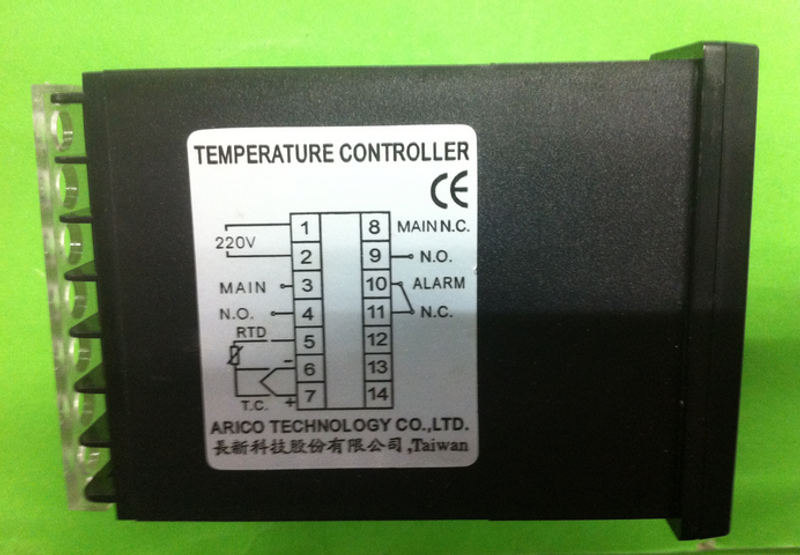 TEMPERATURE CONTROLLER
CE
1 8 MAIN N.C.
220V
2 9 N.O.
MAIN 3 10 ALARM
N.O. 4 11 N.C.
RTD 5 12
- 6 13
T.C. + 7 14
ARICO TECHNOLOGY CO.,LTD.
長新科技股份有限公司,Taiwan